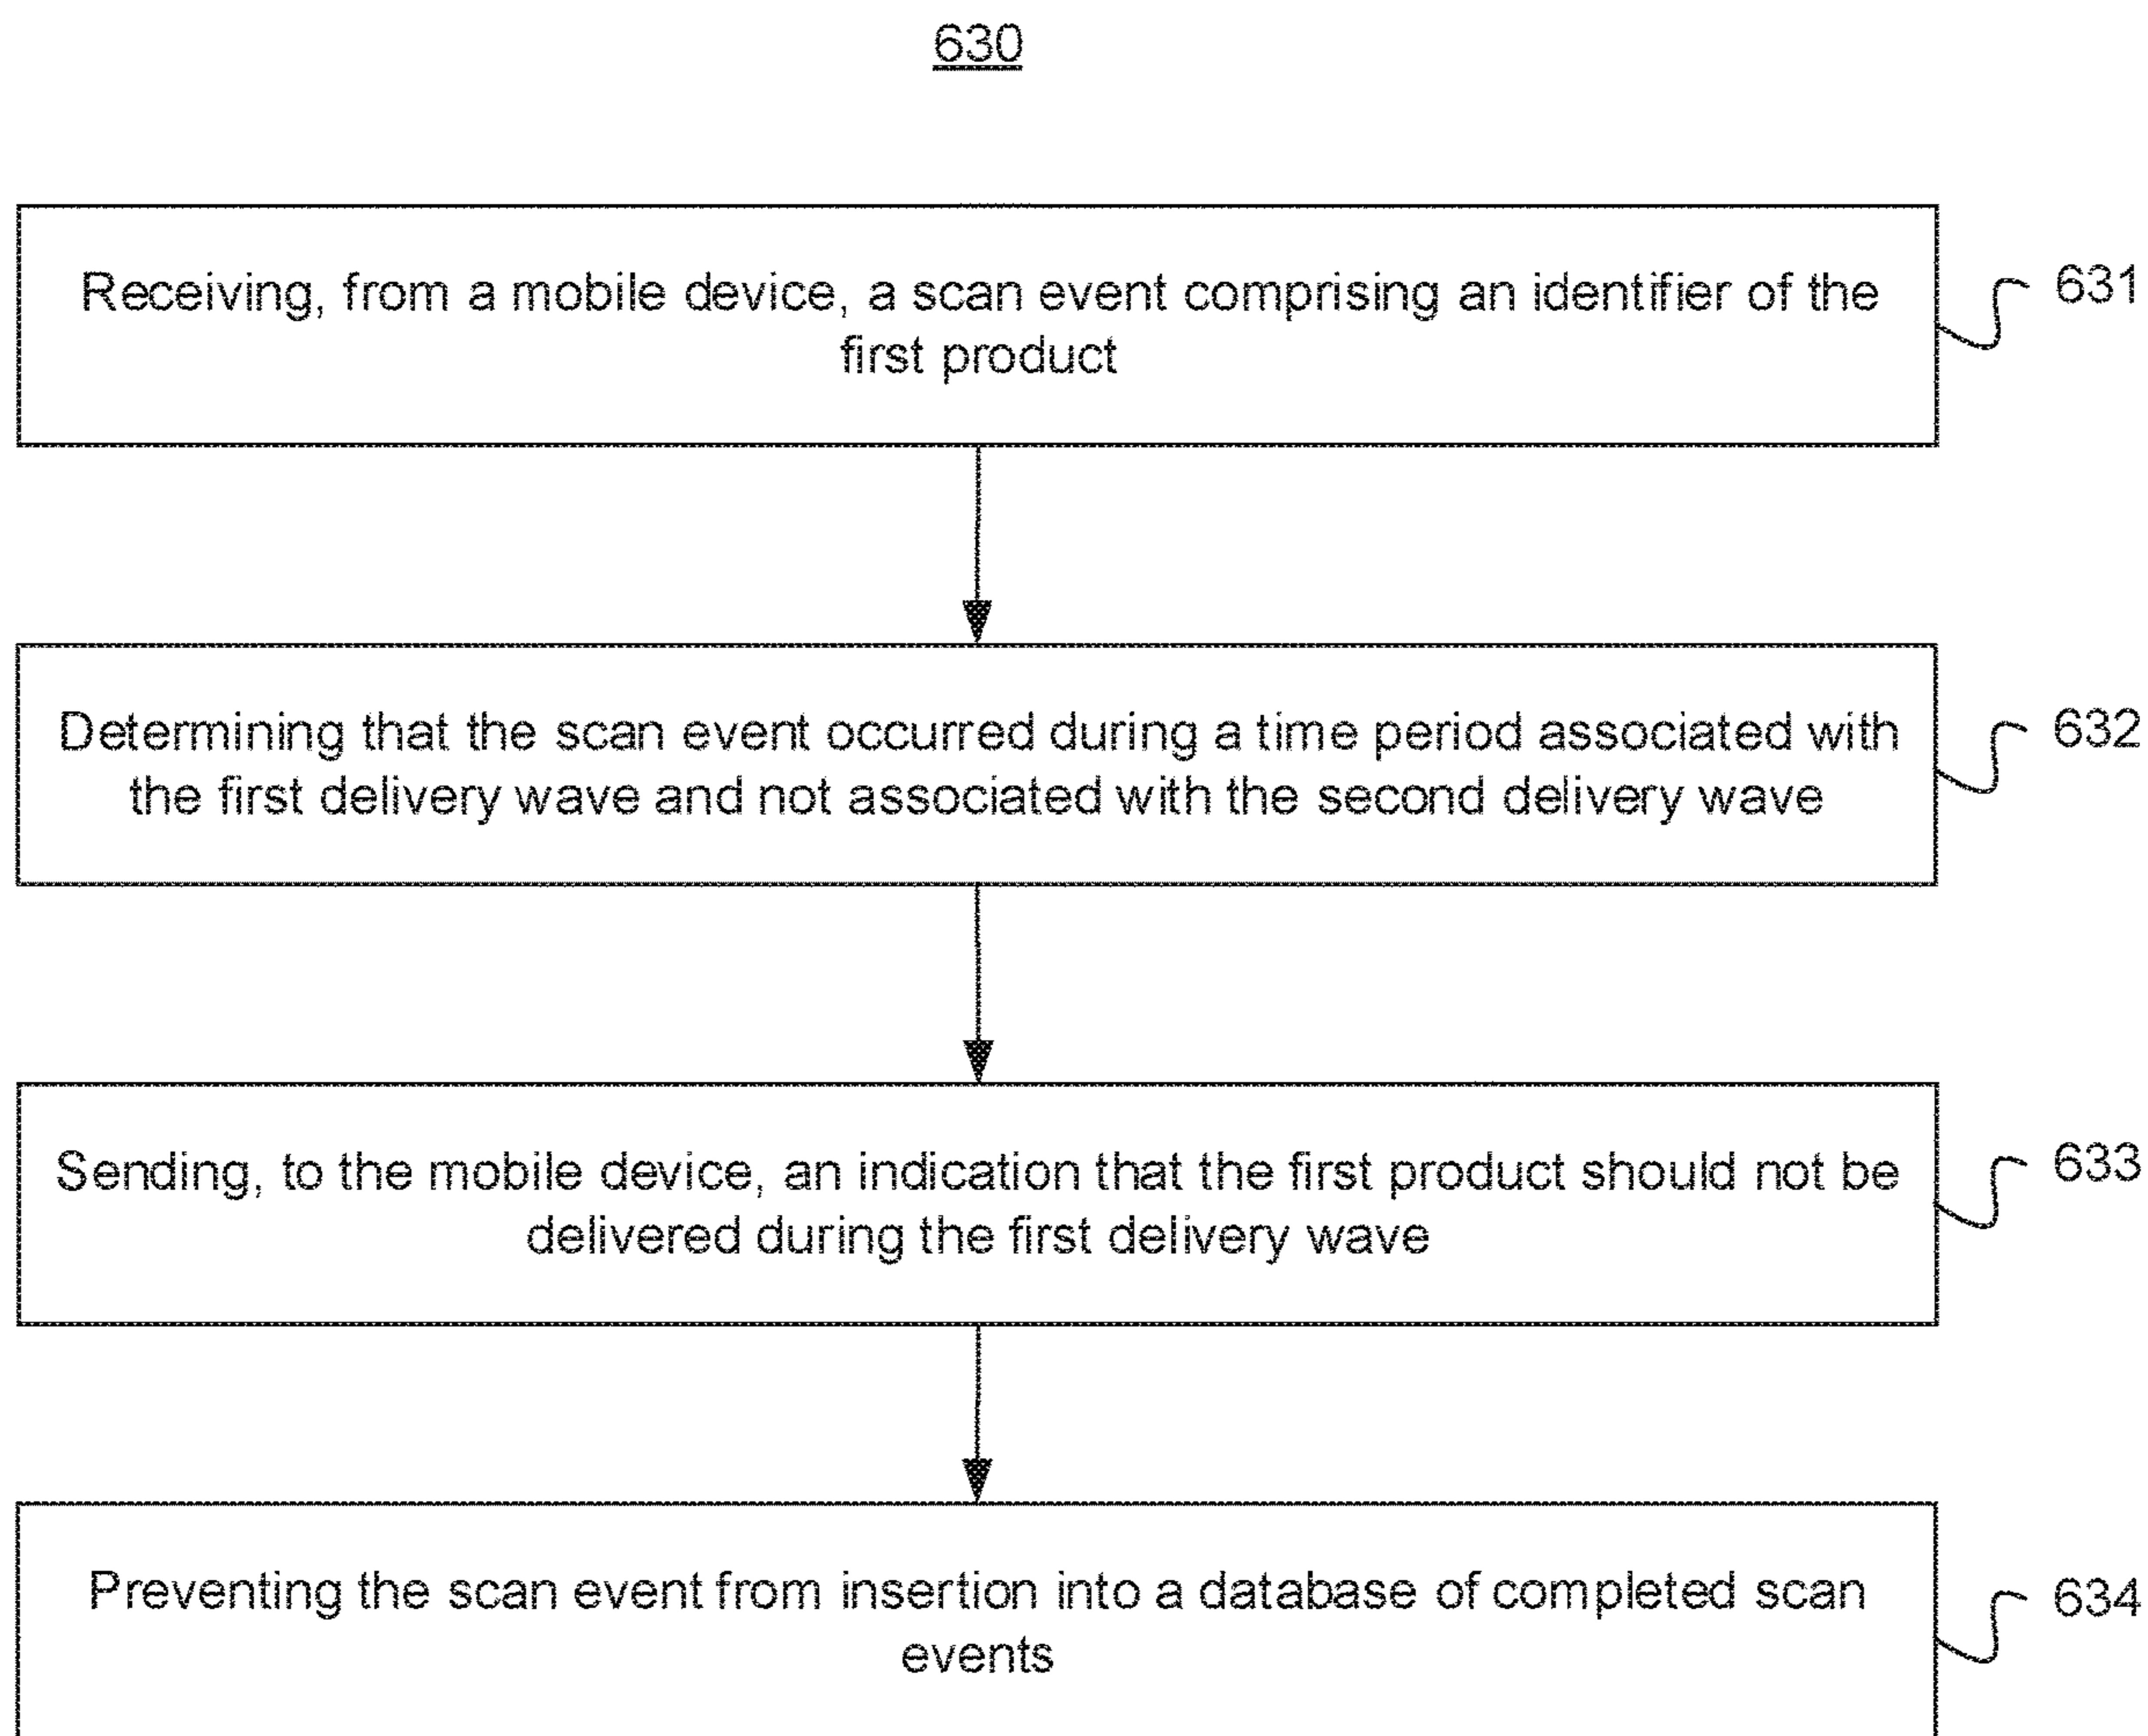 630
Receiving, from a mobile device, a scan event comprising an identifier of the
first product
631
Determining that the scan event occurred during a time period associated with
the first delivery wave and not associated with the second delivery wave
632
Sending, to the mobile device, an indication that the first product should not be
delivered during the first delivery wave
633
Preventing the scan event from insertion into a database of completed scan
events
634